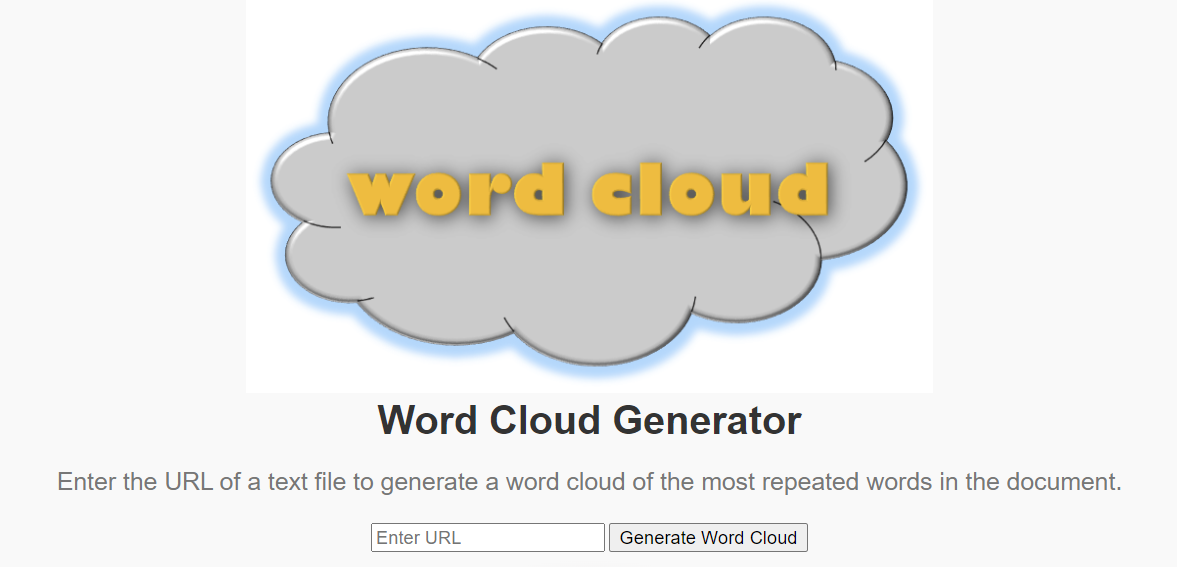 word cloud
Word Cloud Generator
Enter the URL of a text file to generate a word cloud of the most repeated words in the document.
Enter URL Generate Word Cloud